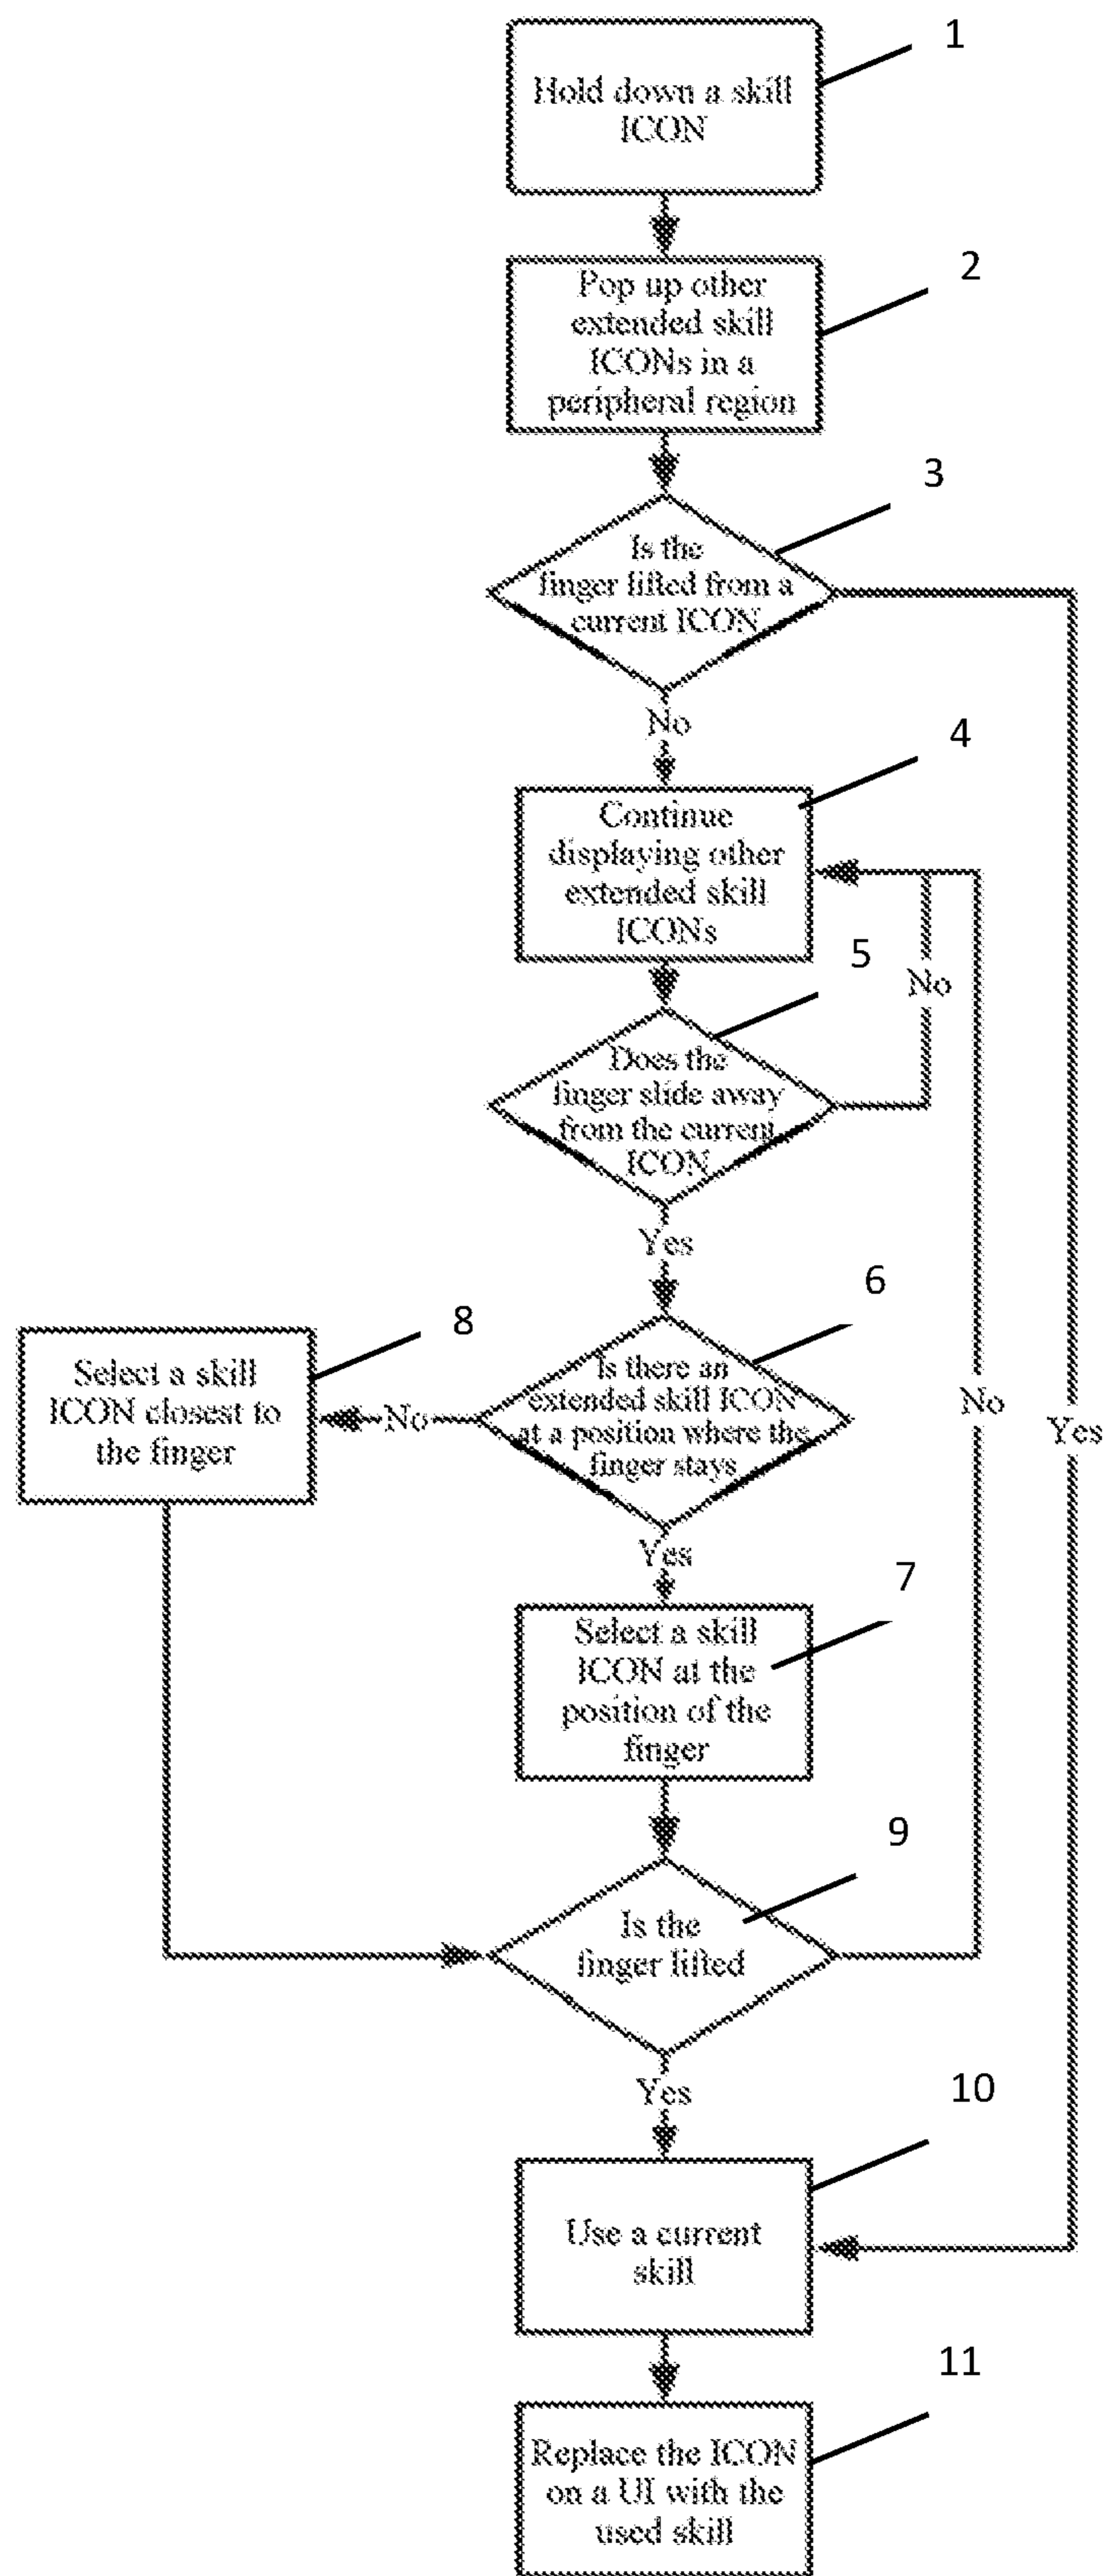 1
Hold down a skill
ICON
2
Pop up other
extended skill
ICONs in a
peripheral region
3
Is the
finger lifted from a
current ICON
No
4
Continue
displaying other
extended skill
ICONs
5
No
Does the
finger slide away
from the current
ICON
Yes
6
8
Select a skill
ICON closest to
the finger
No
Is there an
extended skill ICON
at a position where the
finger stays
No
Yes
Yes
7
Select a skill
ICON at the
position of the
finger
9
Is the
finger lifted
Yes
10
Use a current
skill
11
Replace the ICON
on a UI with the
used skill